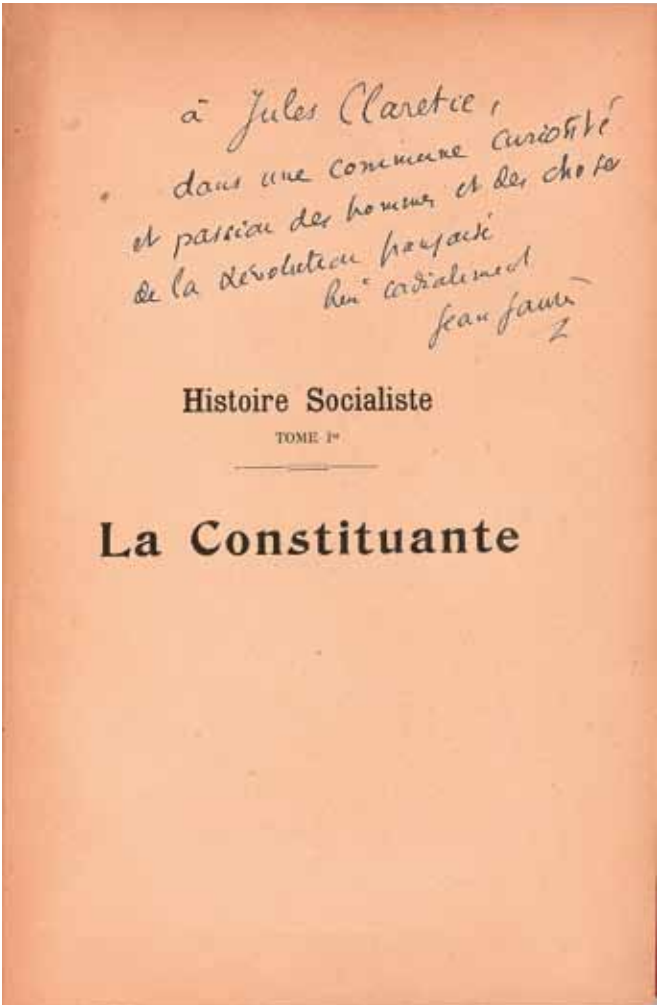 à Jules Claretie,
dans une commune curiosité
et passion des hommes et des choses
de la Révolution française
cordialement
Jean Jaurès
Histoire Socialiste
TOME Ier
La Constituante